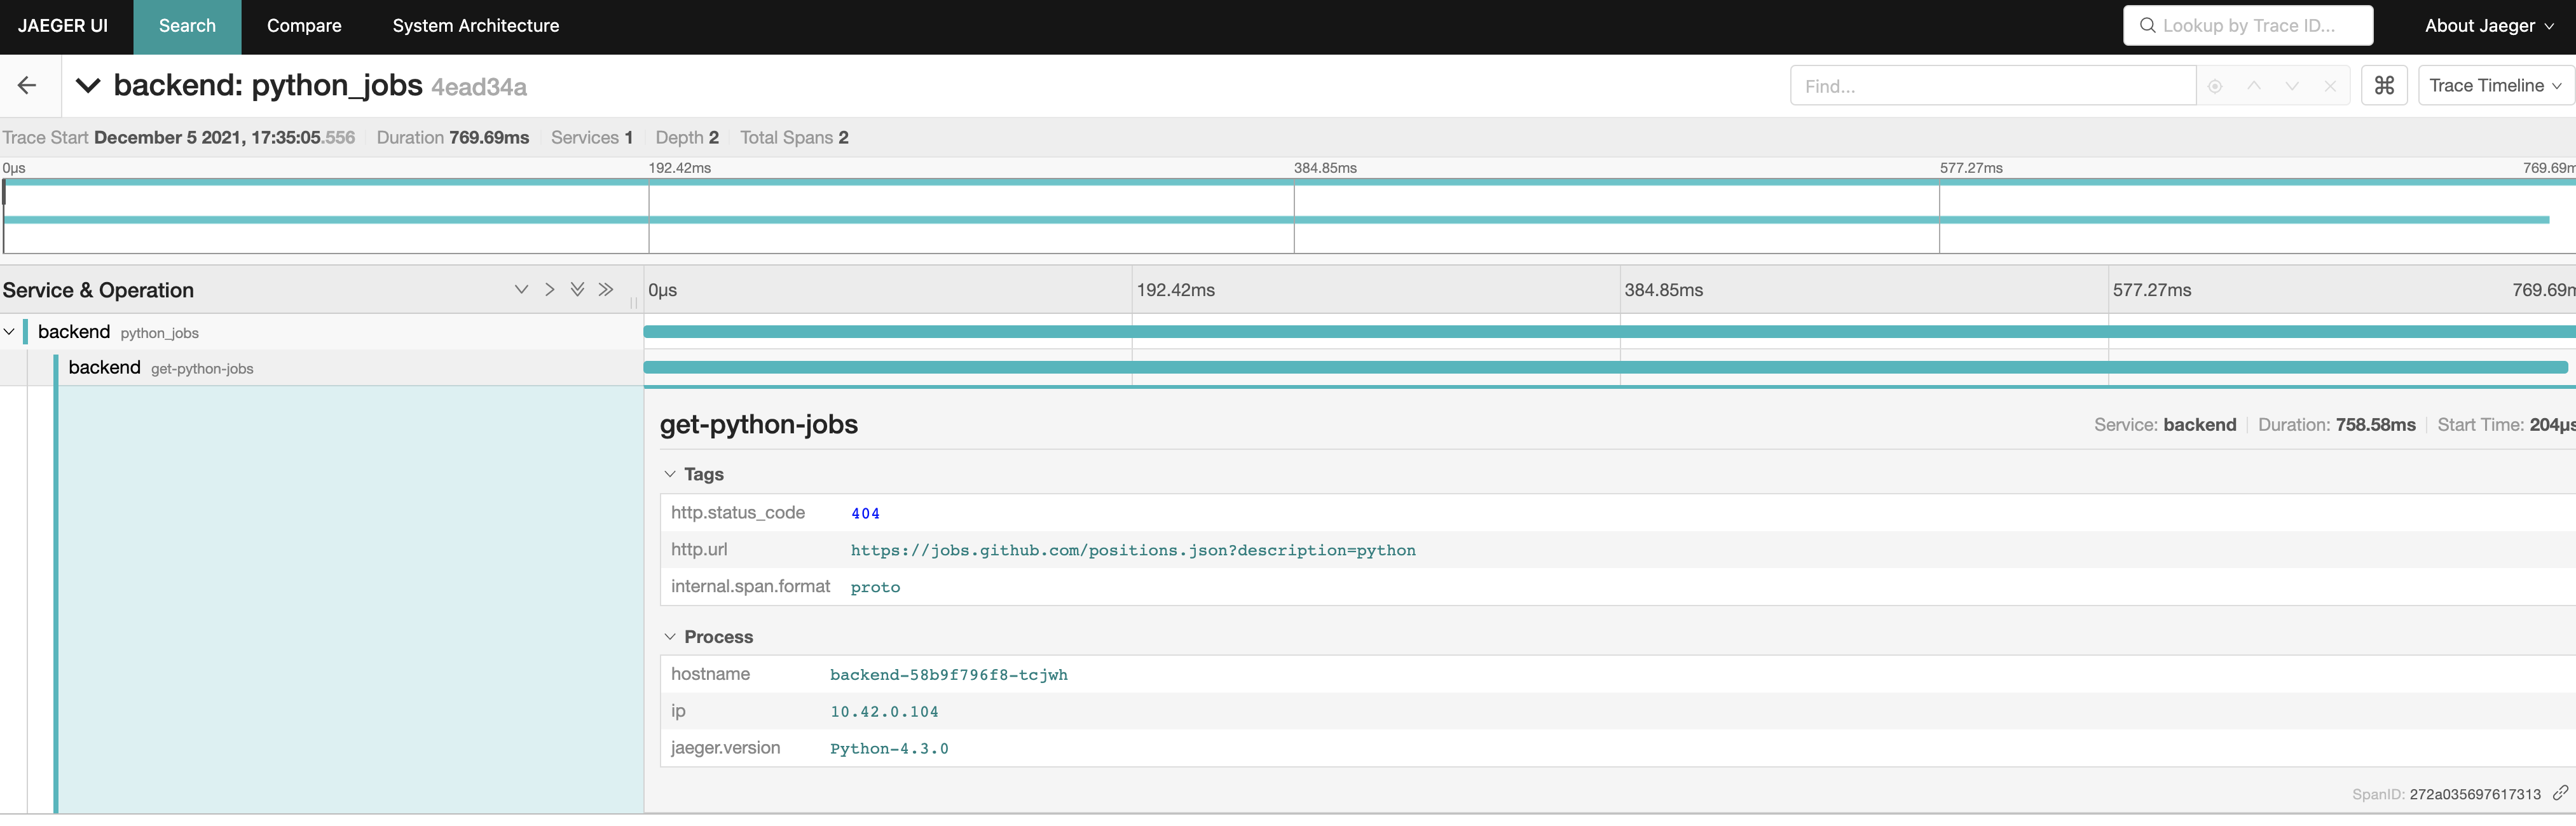 JAEGER UI Search Compare System Architecture Lookup by Trace ID... About Jaeger
backend: python_jobs 4ead34a Find... Trace Timeline
Trace Start December 5 2021, 17:35:05.556 Duration 769.69ms Services 1 Depth 2 Total Spans 2
0μs 192.42ms 384.85ms 577.27ms 769.69m
Service & Operation 0μs 192.42ms 384.85ms 577.27ms 769.69m
backend python_jobs
backend get-python-jobs
get-python-jobs Service: backend Duration: 758.58ms Start Time: 204μs
Tags
http.status_code 404
http.url https://jobs.github.com/positions.json?description=python
internal.span.format proto
Process
hostname backend-58b9f796f8-tcjwh
ip 10.42.0.104
jaeger.version Python-4.3.0
SpanID: 272a035697617313